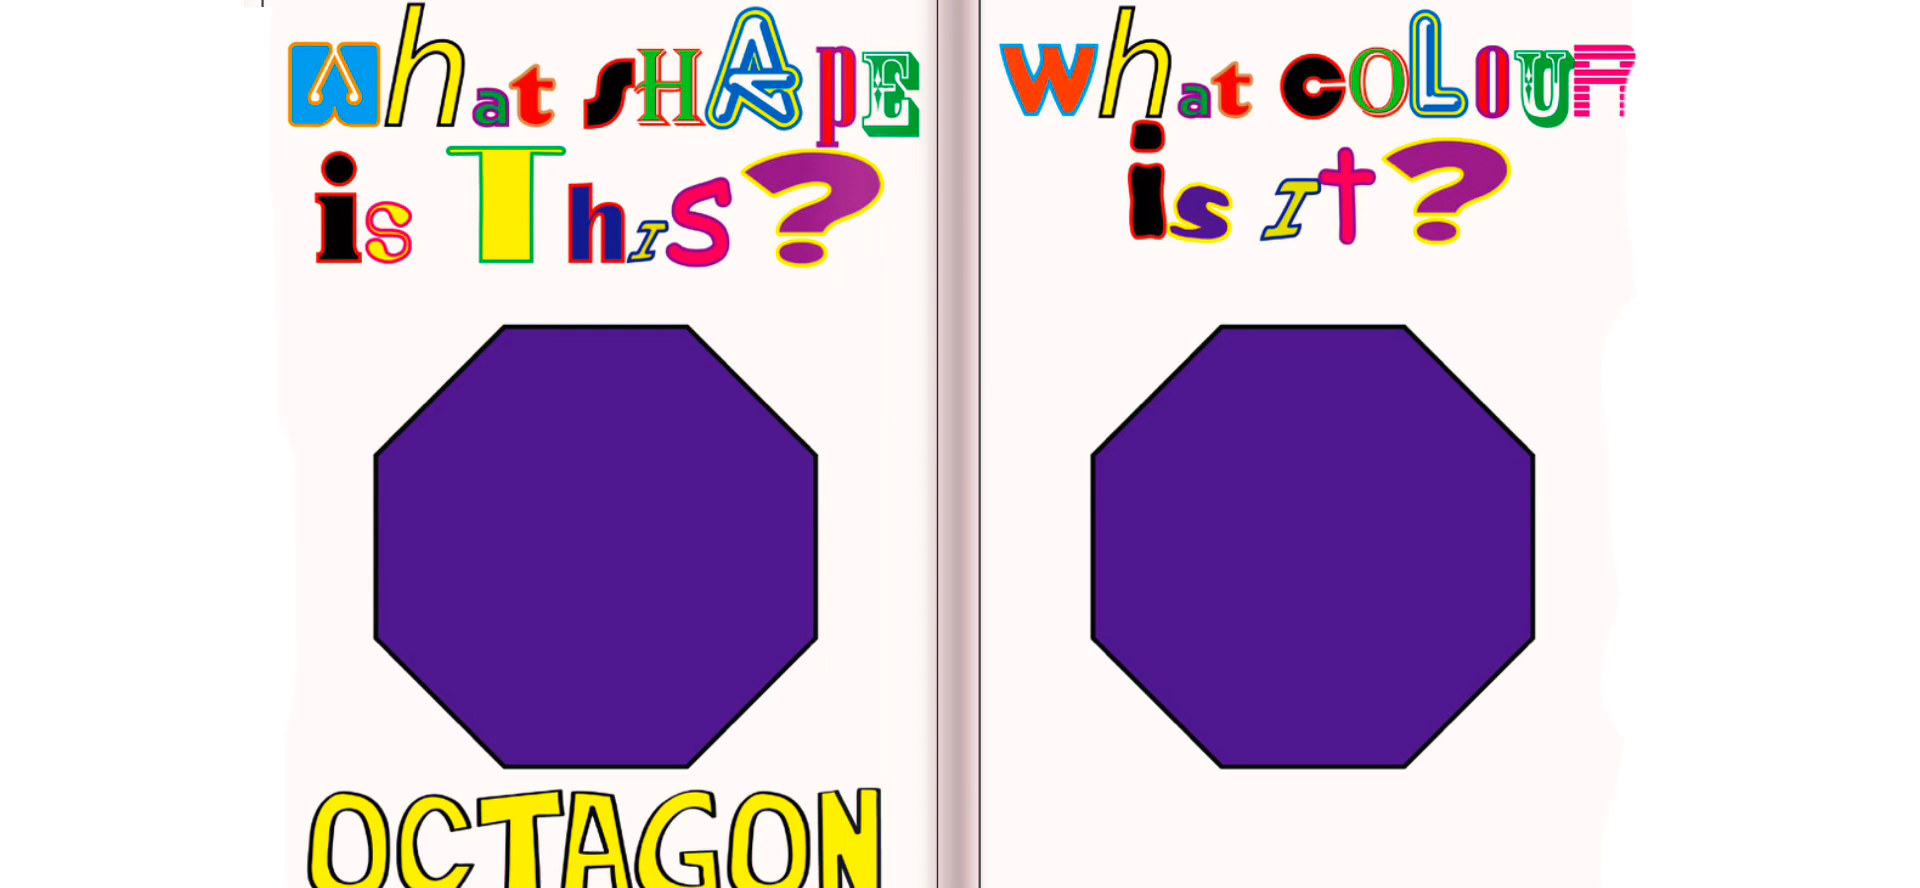 What SHApE
is ThIS?
OCTAGON
What COLOUR
is It?